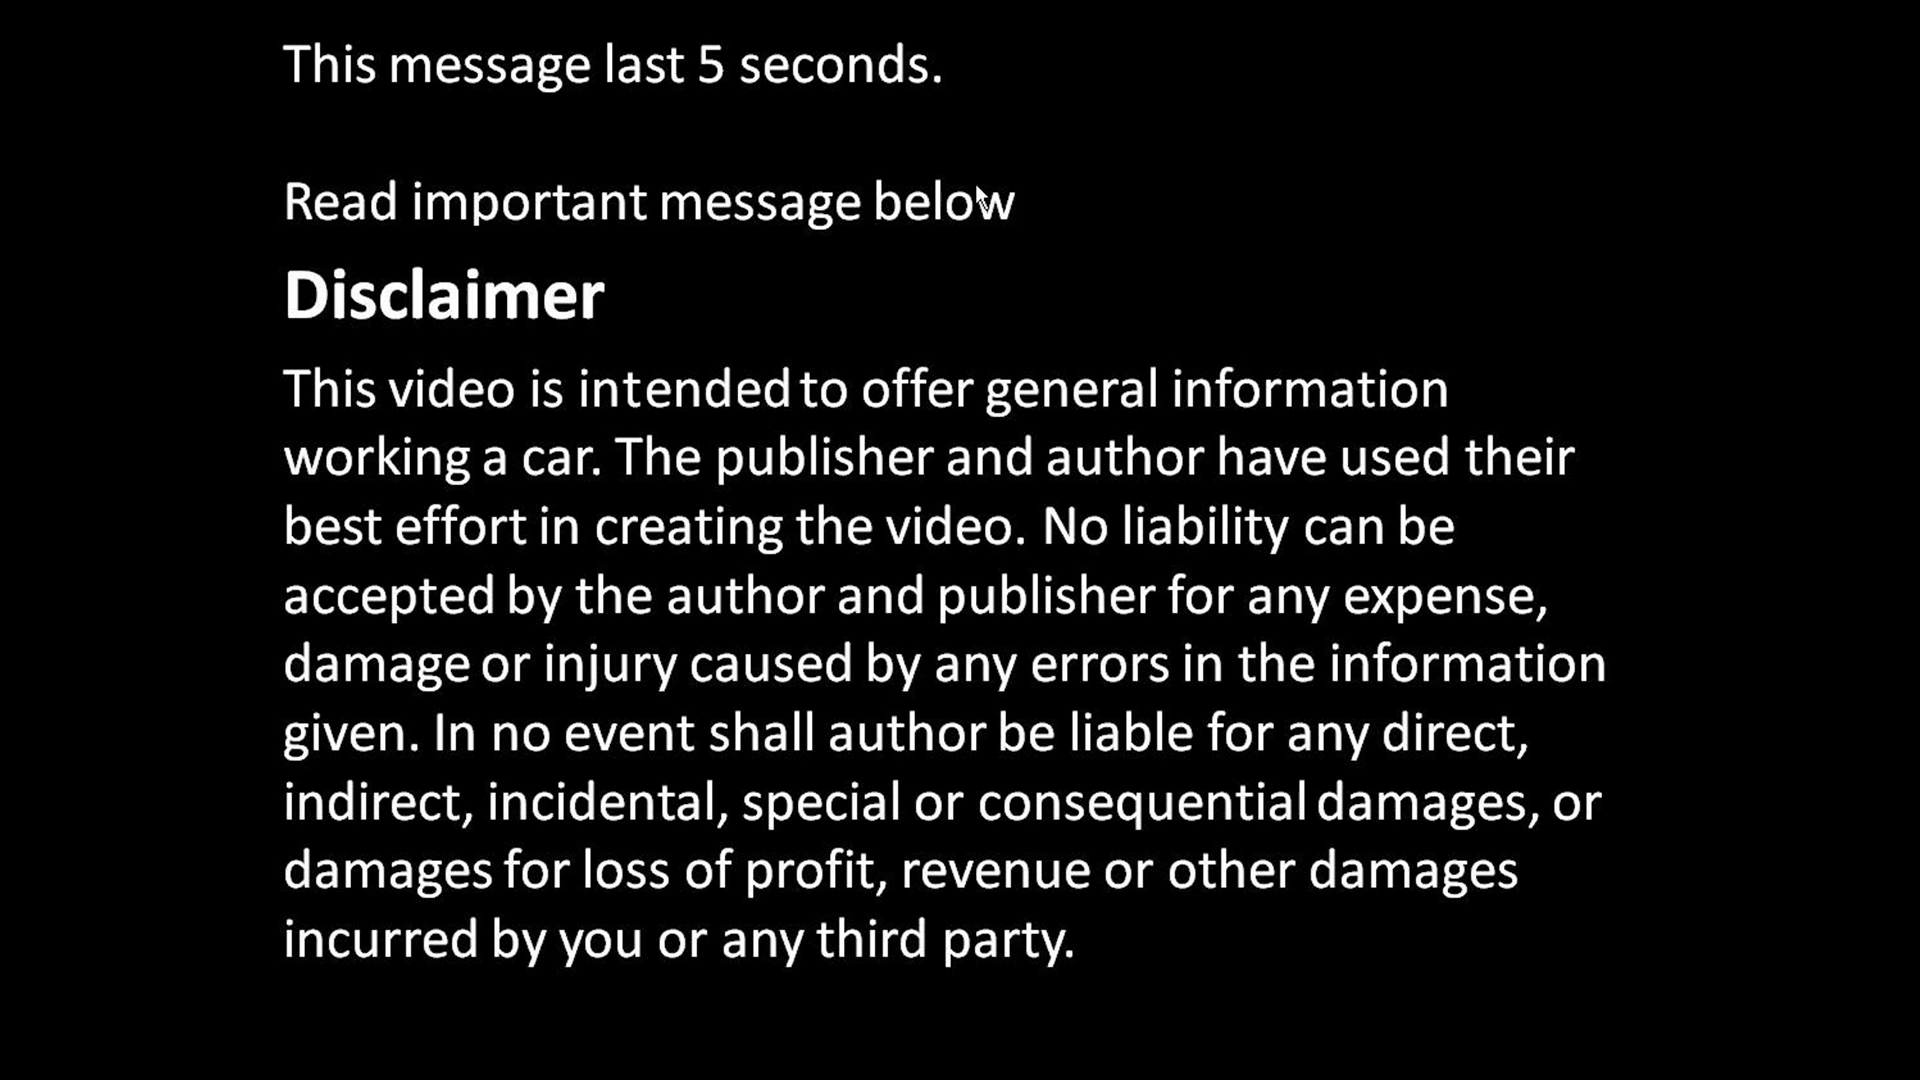 This message last 5 seconds.
Read important message below
Disclaimer
This video is intended to offer general information
working a car. The publisher and author have used their
best effort in creating the video. No liability can be
accepted by the author and publisher for any expense,
damage or injury caused by any errors in the information
given. In no event shall author be liable for any direct,
indirect, incidental, special or consequential damages, or
damages for loss of profit, revenue or other damages
incurred by you or any third party.